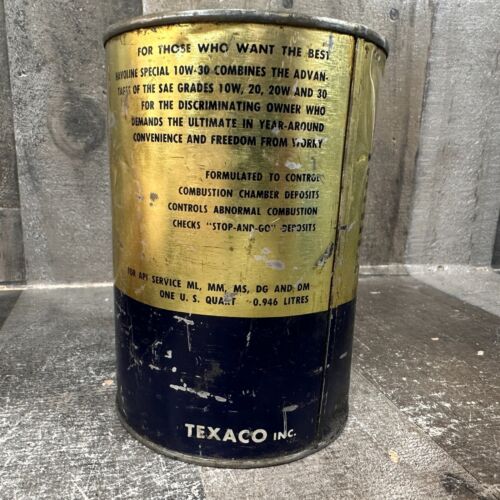 FOR THOSE WHO WANT THE BEST
HAVOLINE SPECIAL 10W-30 COMBINES THE ADVAN-
TAGES OF THE SAE GRADES 10W, 20, 20W AND 30
FOR THE DISCRIMINATING OWNER WHO
DEMANDS THE ULTIMATE IN YEAR-AROUND
CONVENIENCE AND FREEDOM FROM WORRY
FORMULATED TO CONTROL
COMBUSTION CHAMBER DEPOSITS
CONTROLS ABNORMAL COMBUSTION
CHECKS "STOP-AND-GO" DEPOSITS
FOR API SERVICE ML, MM, MS, DG AND DM
ONE U. S. QUART 0.946 LITRES
TEXACO INC.